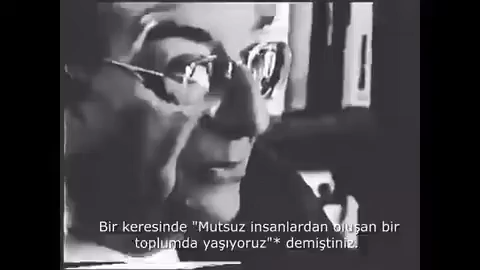 Bir keresinde "Mutsuz insanlardan oluşan bir
toplumda yaşıyoruz"* demiştiniz.